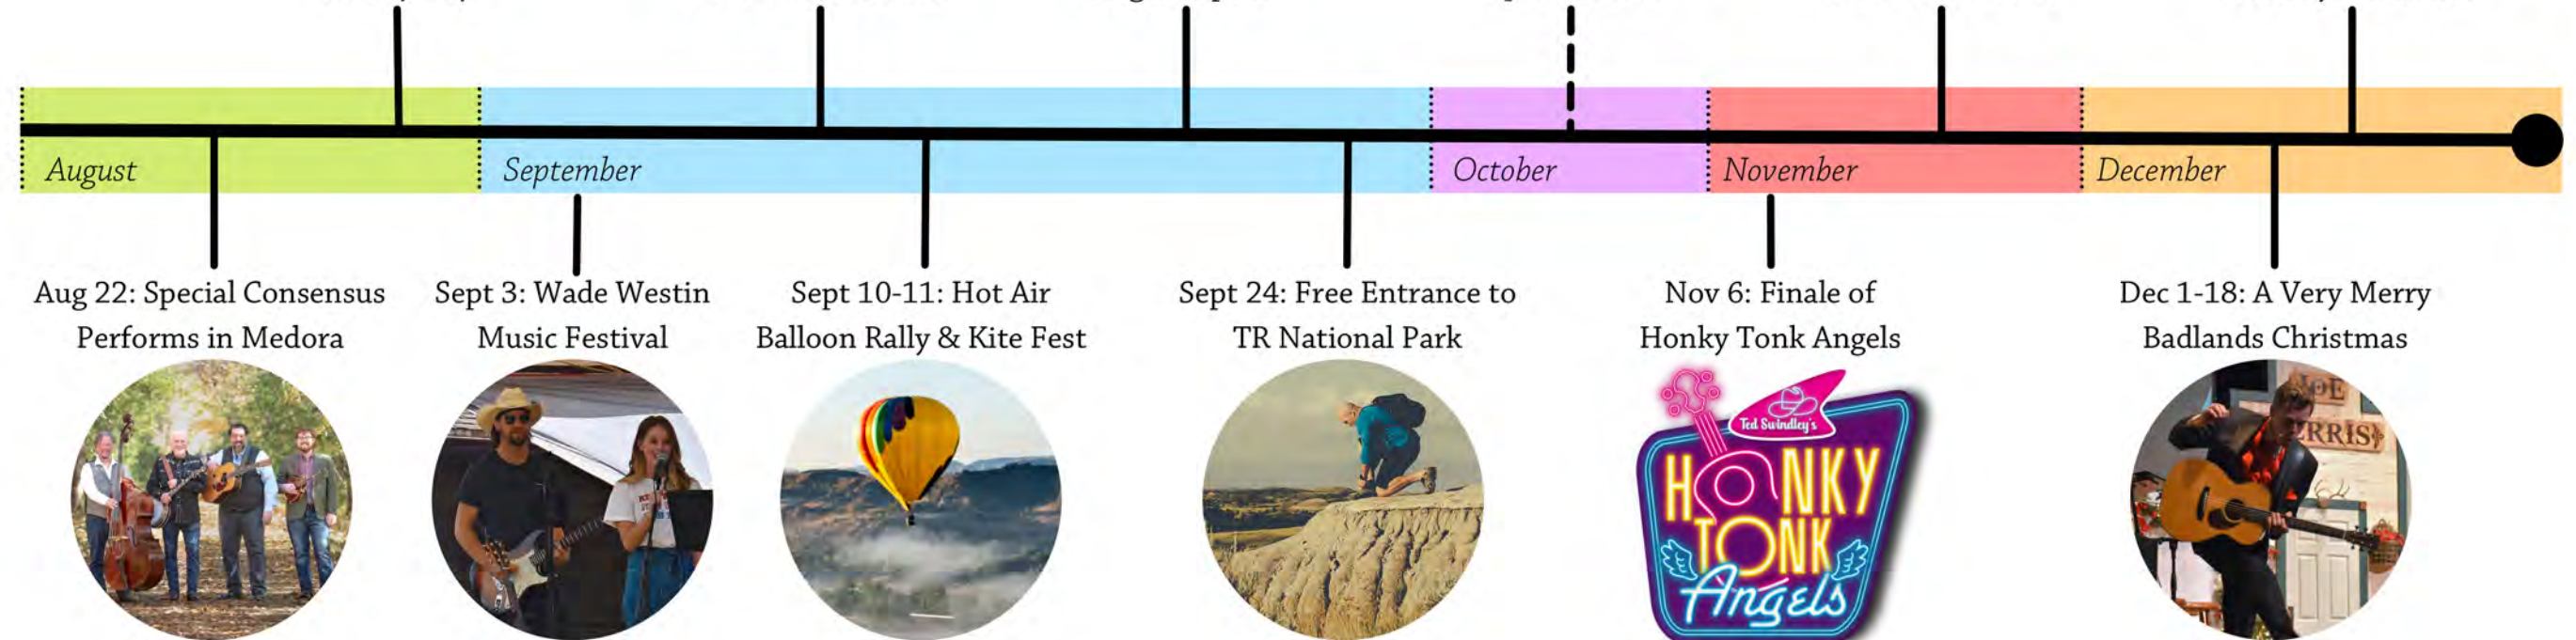 August
September
October
November
December
Aug 22: Special Consensus
Performs in Medora
Sept 3: Wade Westin
Music Festival
Sept 10-11: Hot Air
Balloon Rally & Kite Fest
Sept 24: Free Entrance to
TR National Park
Nov 6: Finale of
Honky Tonk Angels
Ted Swindley's
HONKY
TONK
Angels
Dec 1-18: A Very Merry
Badlands Christmas
JOE